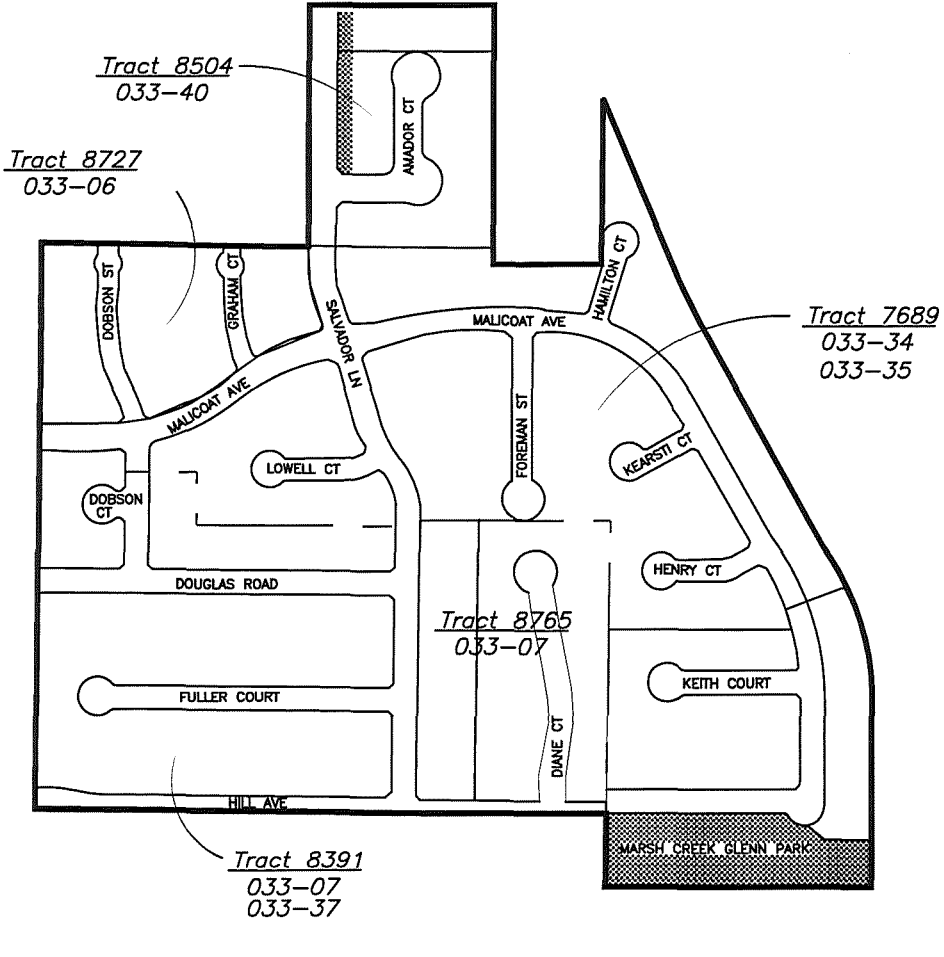 Tract 8504
033-40
AMADOR CT
Tract 8727
033-06
DOBSON ST
GRAHAM CT
HAMILTON CT
SALVADOR LN
MALICOAT AVE
Tract 7689
033-34
033-35
MALICOAT AVE
FOREMAN ST
KEARSTI CT
LOWELL CT
DOBSON
CT
HENRY CT
DOUGLAS ROAD
Tract 8765
033-07
FULLER COURT
KEITH COURT
DIANE CT
HILL AVE
MARSH CREEK GLENN PARK
Tract 8391
033-07
033-37